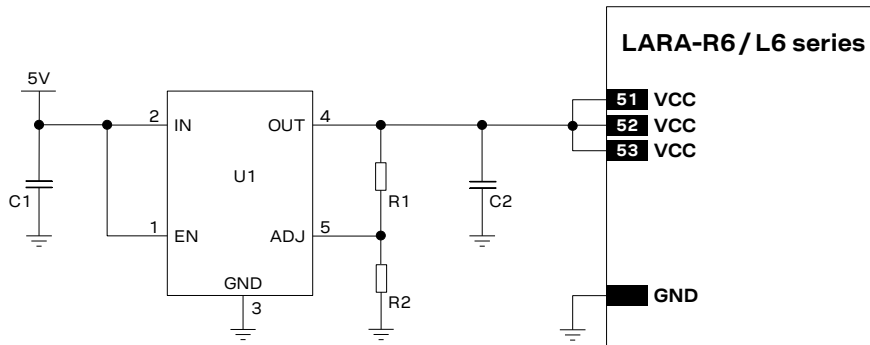 LARA-R6 / L6 series
5V
51 VCC
2 IN OUT 4
52 VCC
53 VCC
U1
C1 R1 C2
1 EN ADJ 5
GND
GND
3 R2